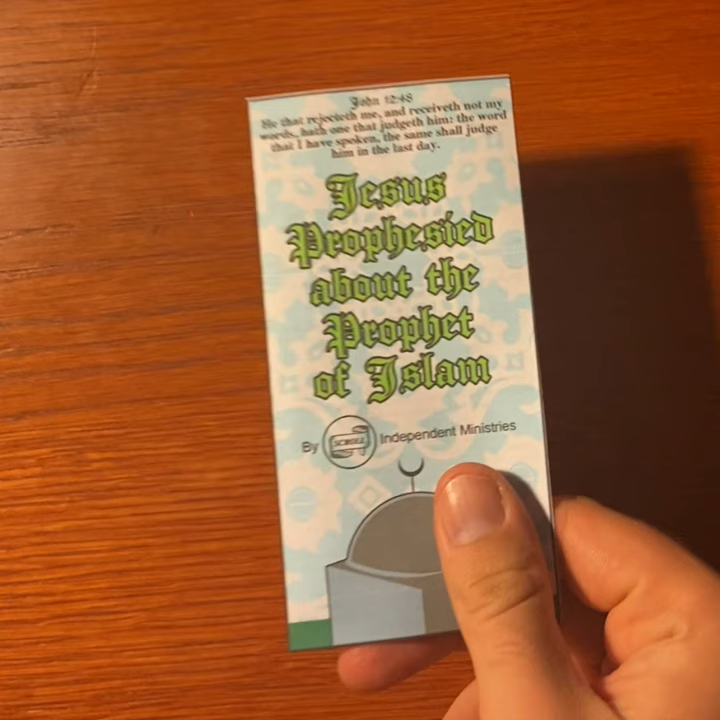 John 12:48
He that rejecteth me, and receiveth not my
words, hath one that judgeth him: the word
that I have spoken, the same shall judge
him in the last day.
Jesus
Prophesied
about the
Prophet
of Islam
By SCROLL Independent Ministries